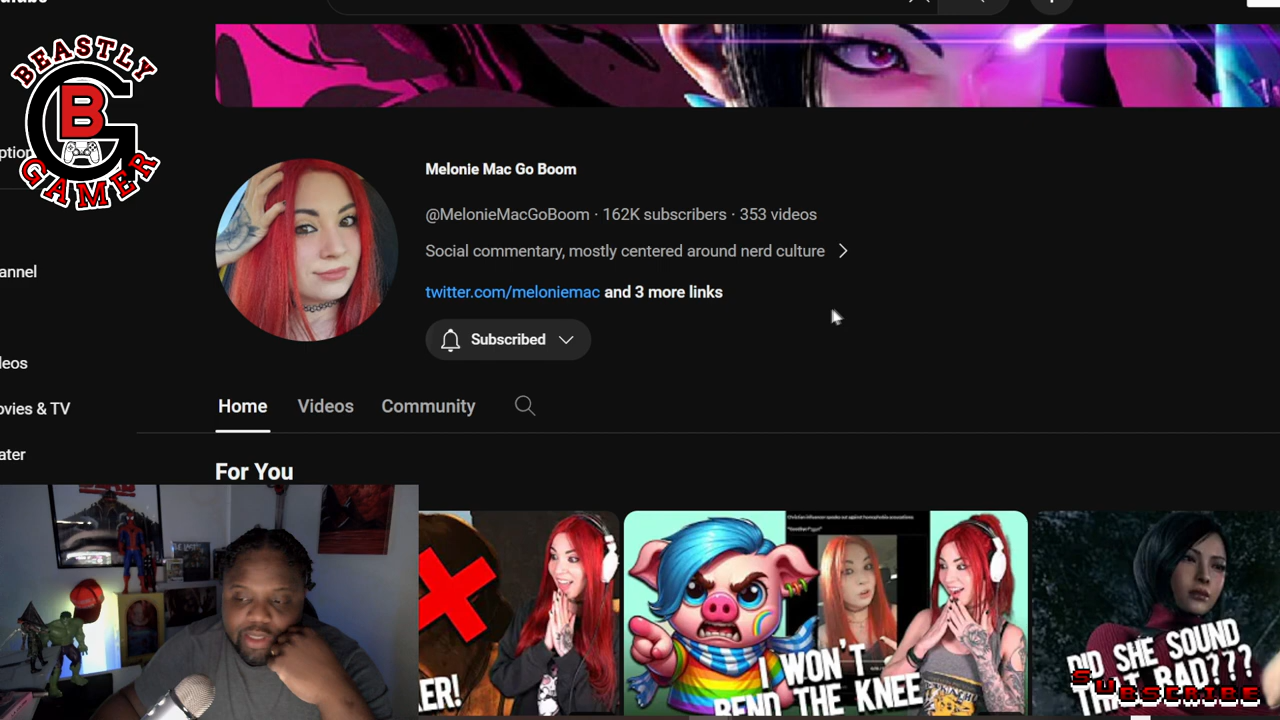 BEASTLY
B
GAMER
Melonie Mac Go Boom
@MelonieMacGoBoom · 162K subscribers · 353 videos
Social commentary, mostly centered around nerd culture
twitter.com/meloniemac and 3 more links
Subscribed
annel
Home Videos Community
eos
ovies & TV
ater
For You
ER!
I WON'T
BEND THE KNEE
DID SHE SOUND
THAT BAD???
SUBSCRIBE